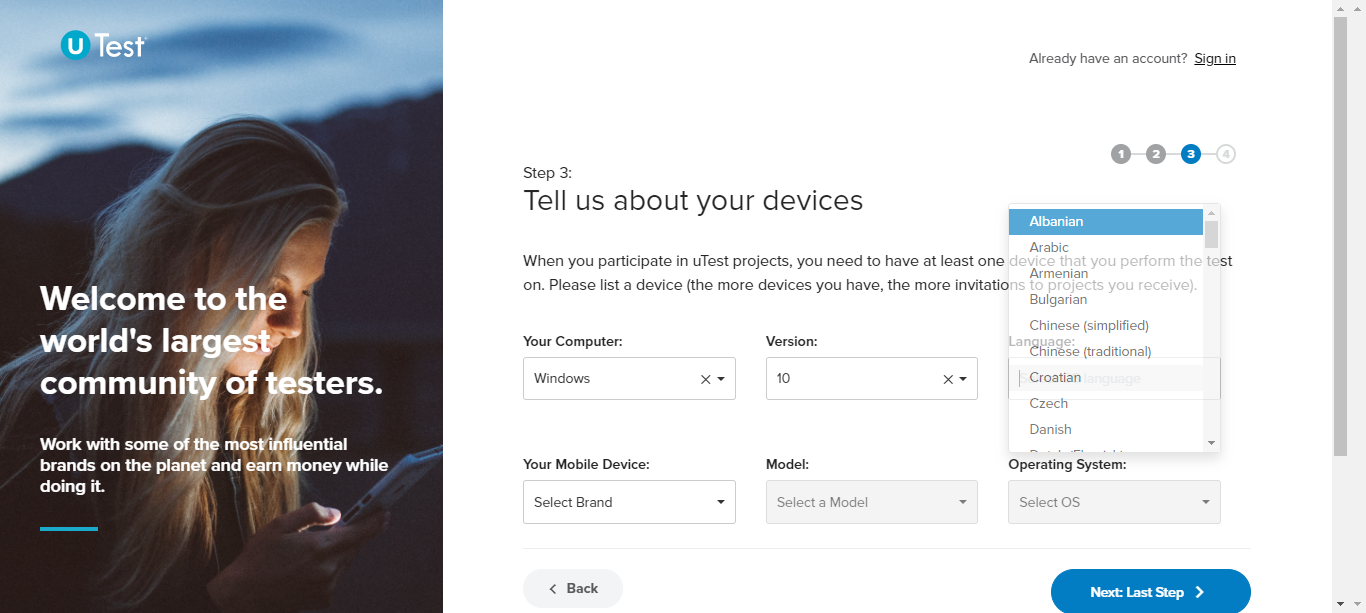 uTest
Welcome to the
world's largest
community of testers.
Work with some of the most influential
brands on the planet and earn money while
doing it.
Already have an account? Sign in
1 2 3 4
Step 3:
Tell us about your devices
When you participate in uTest projects, you need to have at least one device that you perform the test
on. Please list a device (the more devices you have, the more invitations to projects you receive).
Your Computer:
Windows
Version:
10
Language:
Albanian
Arabic
Armenian
Bulgarian
Chinese (simplified)
Chinese (traditional)
Croatian
Czech
Danish
language
Your Mobile Device:
Select Brand
Model:
Select a Model
Operating System:
Select OS
Back
Next: Last Step